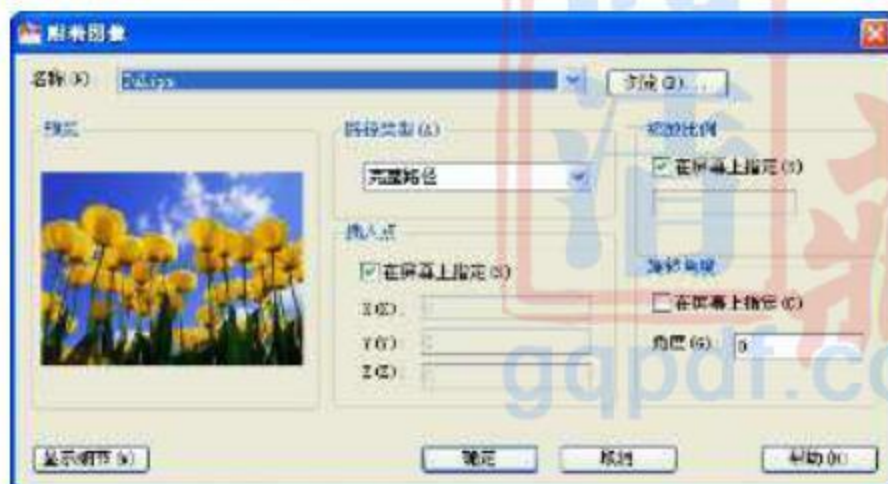 附着图像
名称(N)
Tulips
预览
路径类型(A)
完整路径
缩放比例
在屏幕上指定(S)
插入点
在屏幕上指定
X(X):
Y(Y):
Z(Z):
旋转角度
在屏幕上指定(C)
角度(G)
0
显示细节
确定
取消
帮助(H)
gqpdf.co